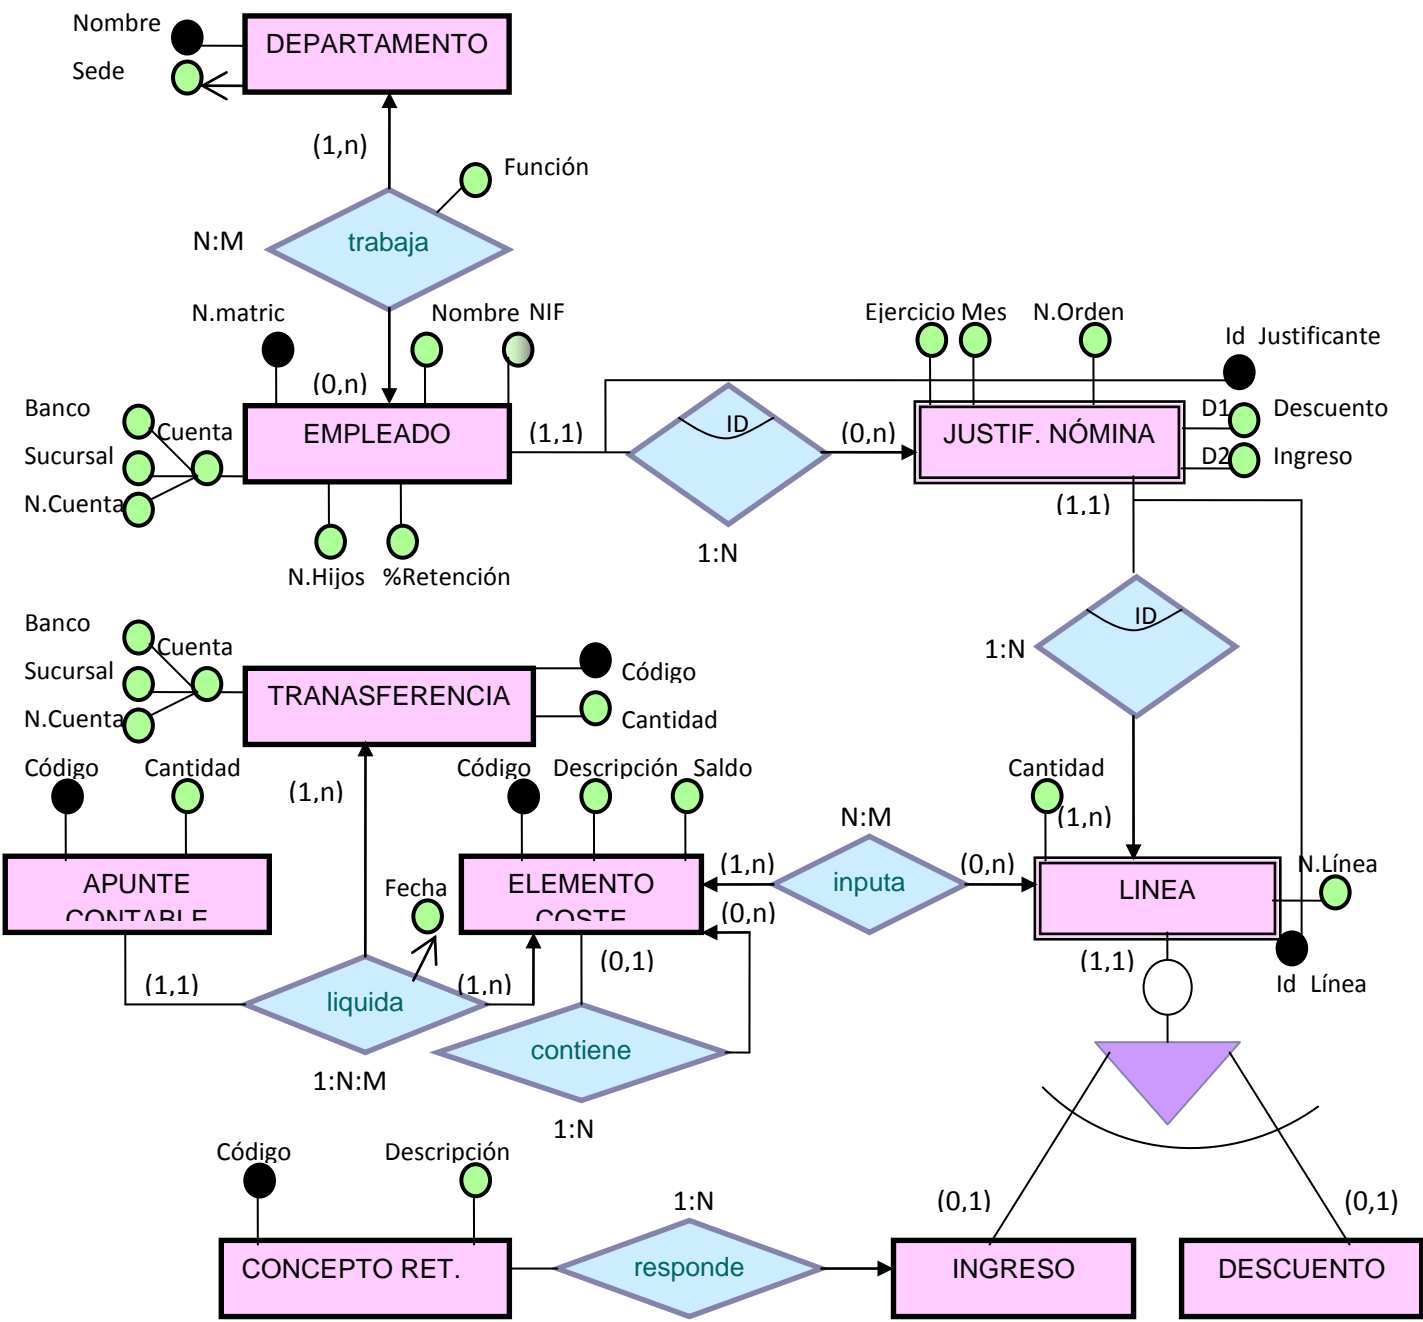 Nombre
DEPARTAMENTO
Sede
(1,n)
Función
N:M
trabaja
N.matric
Nombre NIF
Ejercicio Mes
N.Orden
Id Justificante
(0,n)
Banco
Cuenta
EMPLEADO
(1,1)
ID
(0,n)
JUSTIF. NÓMINA
D1
Descuento
Sucursal
D2
Ingreso
N.Cuenta
(1,1)
1:N
N.Hijos
%Retención
Banco
Cuenta
ID
1:N
Sucursal
TRANASFERENCIA
Código
N.Cuenta
Cantidad
Código
Cantidad
(1,n)
Código
Descripción
Saldo
Cantidad
N:M
(1,n)
APUNTE
CONTABLE
Fecha
ELEMENTO
COSTE
(1,n)
inputa
(0,n)
LINEA
N.Línea
(0,n)
(1,1)
liquida
(1,n)
(0,1)
(1,1)
Id Línea
contiene
1:N:M
1:N
Código
Descripción
1:N
(0,1)
(0,1)
CONCEPTO RET.
responde
INGRESO
DESCUENTO